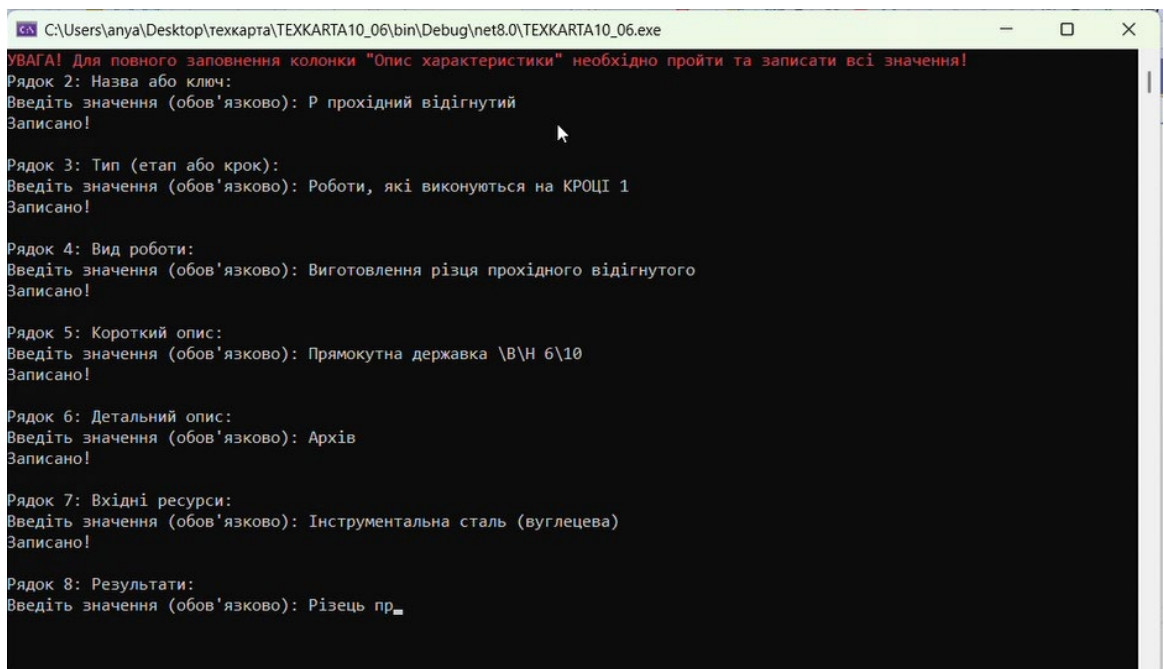 C:\Users\anya\Desktop\техкарта\TEXKARTA10_06\bin\Debug\net8.0\TEXKARTA10_06.exe
УВАГА! Для повного заповнення колонки "Опис характеристики" необхідно пройти та записати всі значення!
Рядок 2: Назва або ключ:
Введіть значення (обов'язково): Р прохідний відігнутий
Записано!
Рядок 3: Тип (етап або крок):
Введіть значення (обов'язково): Роботи, які виконуються на КРОЦІ 1
Записано!
Рядок 4: Вид роботи:
Введіть значення (обов'язково): Виготовлення різця прохідного відігнутого
Записано!
Рядок 5: Короткий опис:
Введіть значення (обов'язково): Прямокутна державка \В\Н 6\10
Записано!
Рядок 6: Детальний опис:
Введіть значення (обов'язково): Архів
Записано!
Рядок 7: Вхідні ресурси:
Введіть значення (обов'язково): Інструментальна сталь (вуглецева)
Записано!
Рядок 8: Результати:
Введіть значення (обов'язково): Різець пр